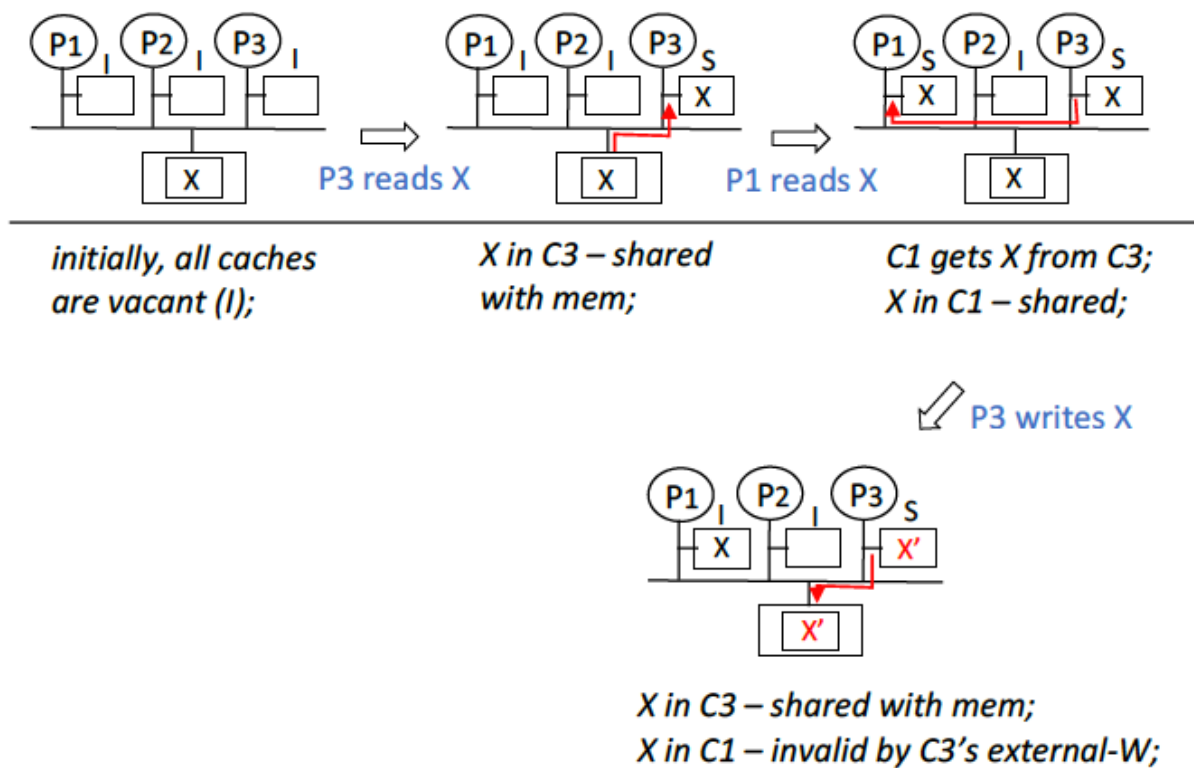 P1 I P2 I P3 I
X
P3 reads X
P1 I P2 I P3 S
X
X
P1 reads X
P1 S P2 I P3 S
X X
X
initially, all caches
are vacant (I);
X in C3 – shared
with mem;
C1 gets X from C3;
X in C1 – shared;
P3 writes X
P1 I P2 I P3 S
X X'
X'
X in C3 – shared with mem;
X in C1 – invalid by C3's external-W;